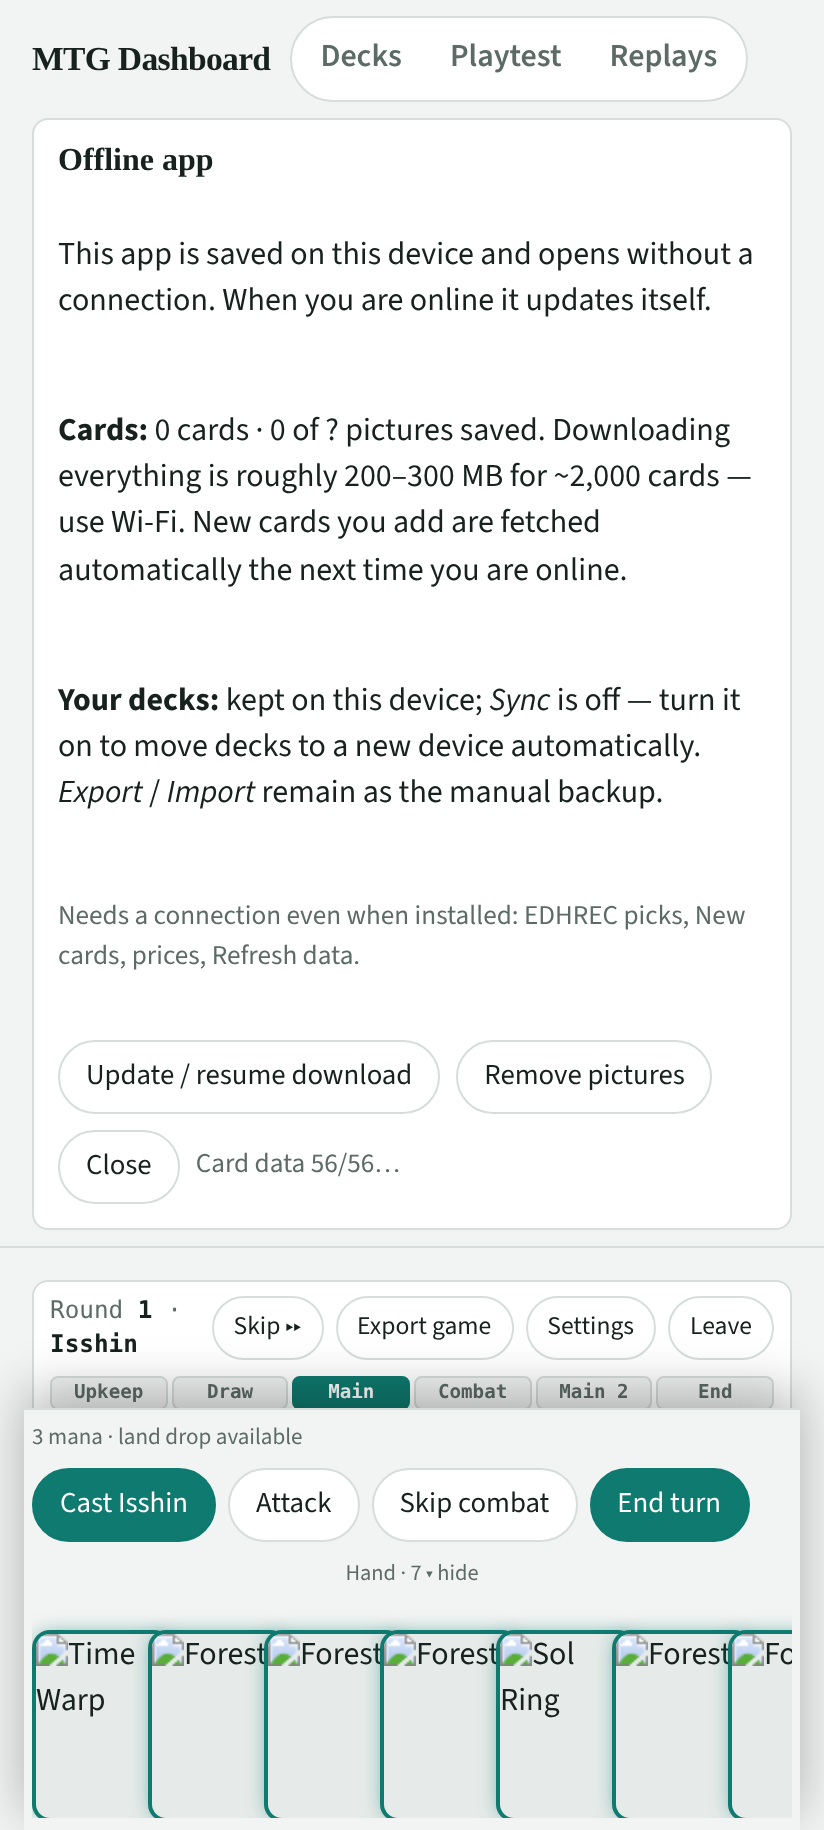 MTG Dashboard
Decks Playtest Replays
Offline app
This app is saved on this device and opens without a
connection. When you are online it updates itself.
Cards: 0 cards · 0 of ? pictures saved. Downloading
everything is roughly 200–300 MB for ~2,000 cards —
use Wi-Fi. New cards you add are fetched
automatically the next time you are online.
Your decks: kept on this device; Sync is off — turn it
on to move decks to a new device automatically.
Export / Import remain as the manual backup.
Needs a connection even when installed: EDHREC picks, New
cards, prices, Refresh data.
Update / resume download Remove pictures
Close Card data 56/56…
Round 1 ·
Isshin
Skip ▸▸ Export game Settings Leave
Upkeep Draw Main Combat Main 2 End
3 mana · land drop available
Cast Isshin Attack Skip combat End turn
Hand · 7 ▾ hide
Time Forest Forest Forest Sol Forest Fo
Warp Ring